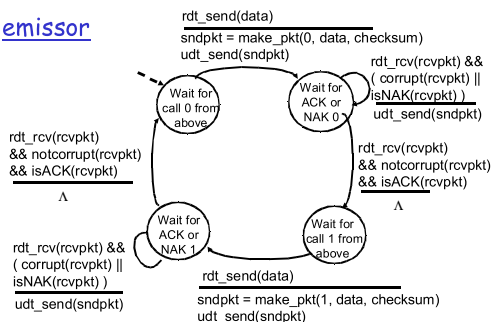 emissor
rdt_send(data)
sndpkt = make_pkt(0, data, checksum)
udt_send(sndpkt)
Wait for
call 0 from
above
Wait for
ACK or
NAK 0
rdt_rcv(rcvpkt) &&
( corrupt(rcvpkt) ||
isNAK(rcvpkt) )
udt_send(sndpkt)
rdt_rcv(rcvpkt)
&& notcorrupt(rcvpkt)
&& isACK(rcvpkt)
Λ
rdt_rcv(rcvpkt)
&& notcorrupt(rcvpkt)
&& isACK(rcvpkt)
Λ
Wait for
ACK or
NAK 1
Wait for
call 1 from
above
rdt_rcv(rcvpkt) &&
( corrupt(rcvpkt) ||
isNAK(rcvpkt) )
udt_send(sndpkt)
rdt_send(data)
sndpkt = make_pkt(1, data, checksum)
udt_send(sndpkt)